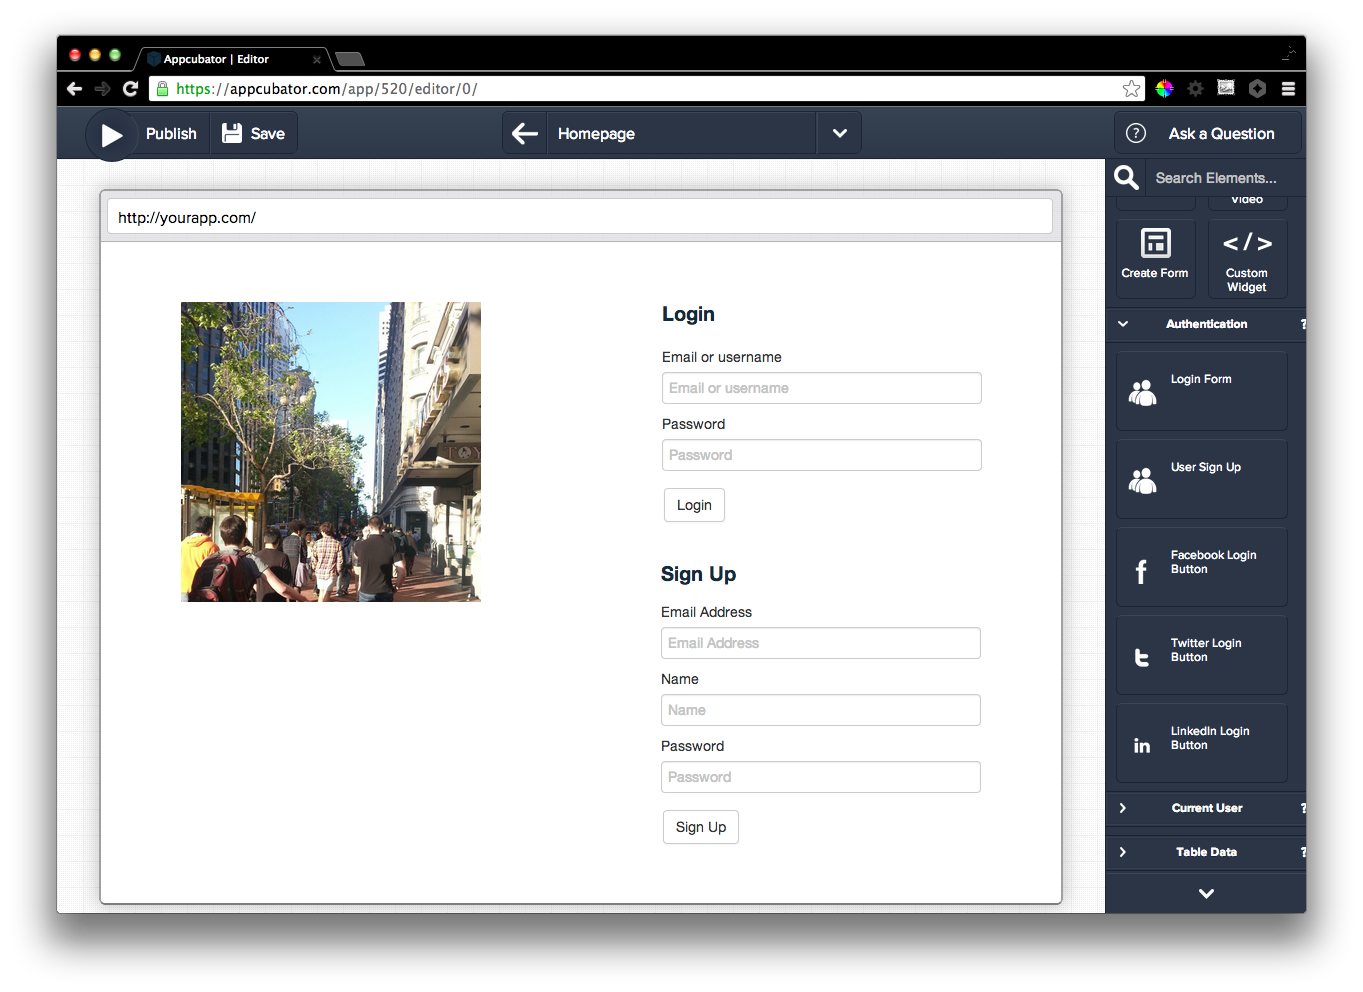 Appcubator | Editor
https://appcubator.com/app/520/editor/0/
Publish
Save
Homepage
? Ask a Question
Search Elements...
Video
Create Form
</>
Custom
Widget
Authentication
?
Login Form
User Sign Up
f
Facebook Login
Button
t
Twitter Login
Button
in
LinkedIn Login
Button
Current User
?
Table Data
?
http://yourapp.com/
TOY
Login
Email or username
Email or username
Password
Password
Login
Sign Up
Email Address
Email Address
Name
Name
Password
Password
Sign Up